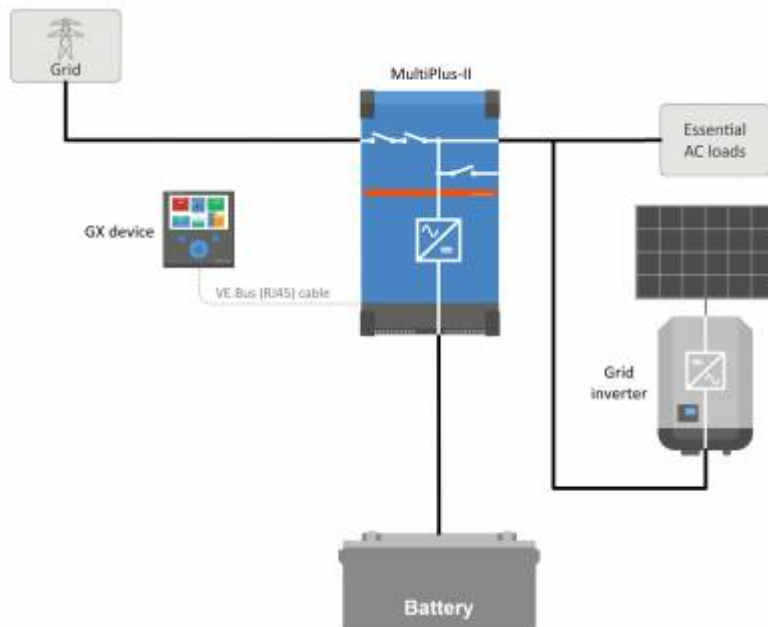 Grid
MultiPlus-II
Essential
AC loads
GX device
VE.Bus (RJ45) cable
Grid
inverter
Battery